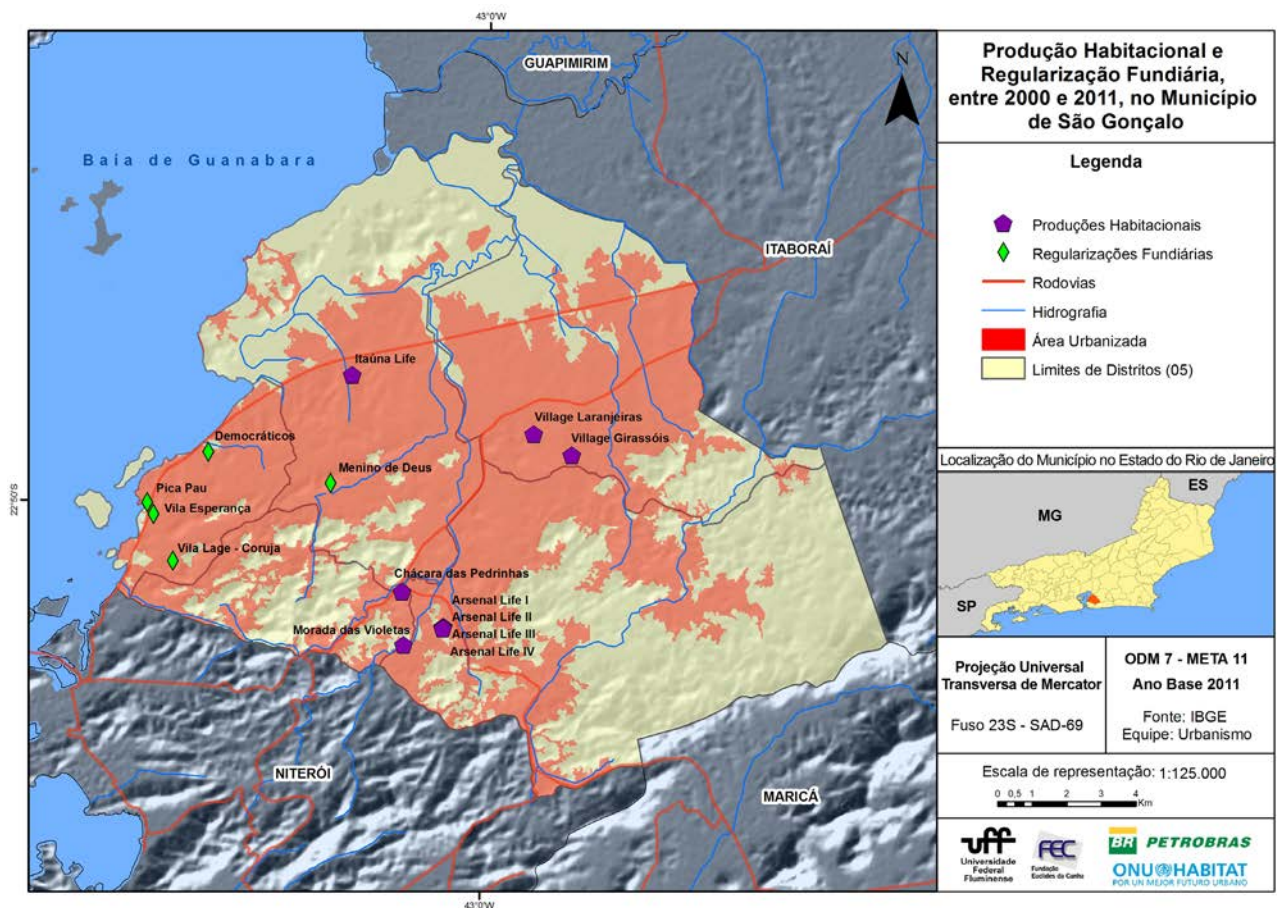 43°0'W
GUAPIMIRIM
N
Baia de Guanabara
ITABORAÍ
Itaúna Life
Village Laranjeiras
Village Girassóis
Democráticos
Menino de Deus
22°50'S
Pica Pau
Vila Esperança
Vila Lage - Coruja
Chácara das Pedrinhas
Arsenal Life I
Arsenal Life II
Morada das Violetas
Arsenal Life III
Arsenal Life IV
NITERÓI
MARICÁ
43°0'W
Produção Habitacional e
Regularização Fundiária,
entre 2000 e 2011, no Município
de São Gonçalo
Legenda
Produções Habitacionais
Regularizações Fundiárias
Rodovias
Hidrografia
Área Urbanizada
Limites de Distritos (05)
Localização do Município no Estado do Rio de Janeiro
ES
MG
SP
Projeção Universal
Transversa de Mercator
Fuso 23S - SAD-69
ODM 7 - META 11
Ano Base 2011
Fonte: IBGE
Equipe: Urbanismo
Escala de representação: 1:125.000
0 0,5 1 2 3 4
Km
uff
Universidade
Federal
Fluminense
FEC
Fundação
Euclides da Cunha
BR PETROBRAS
ONU HABITAT
POR UN MEJOR FUTURO URBANO